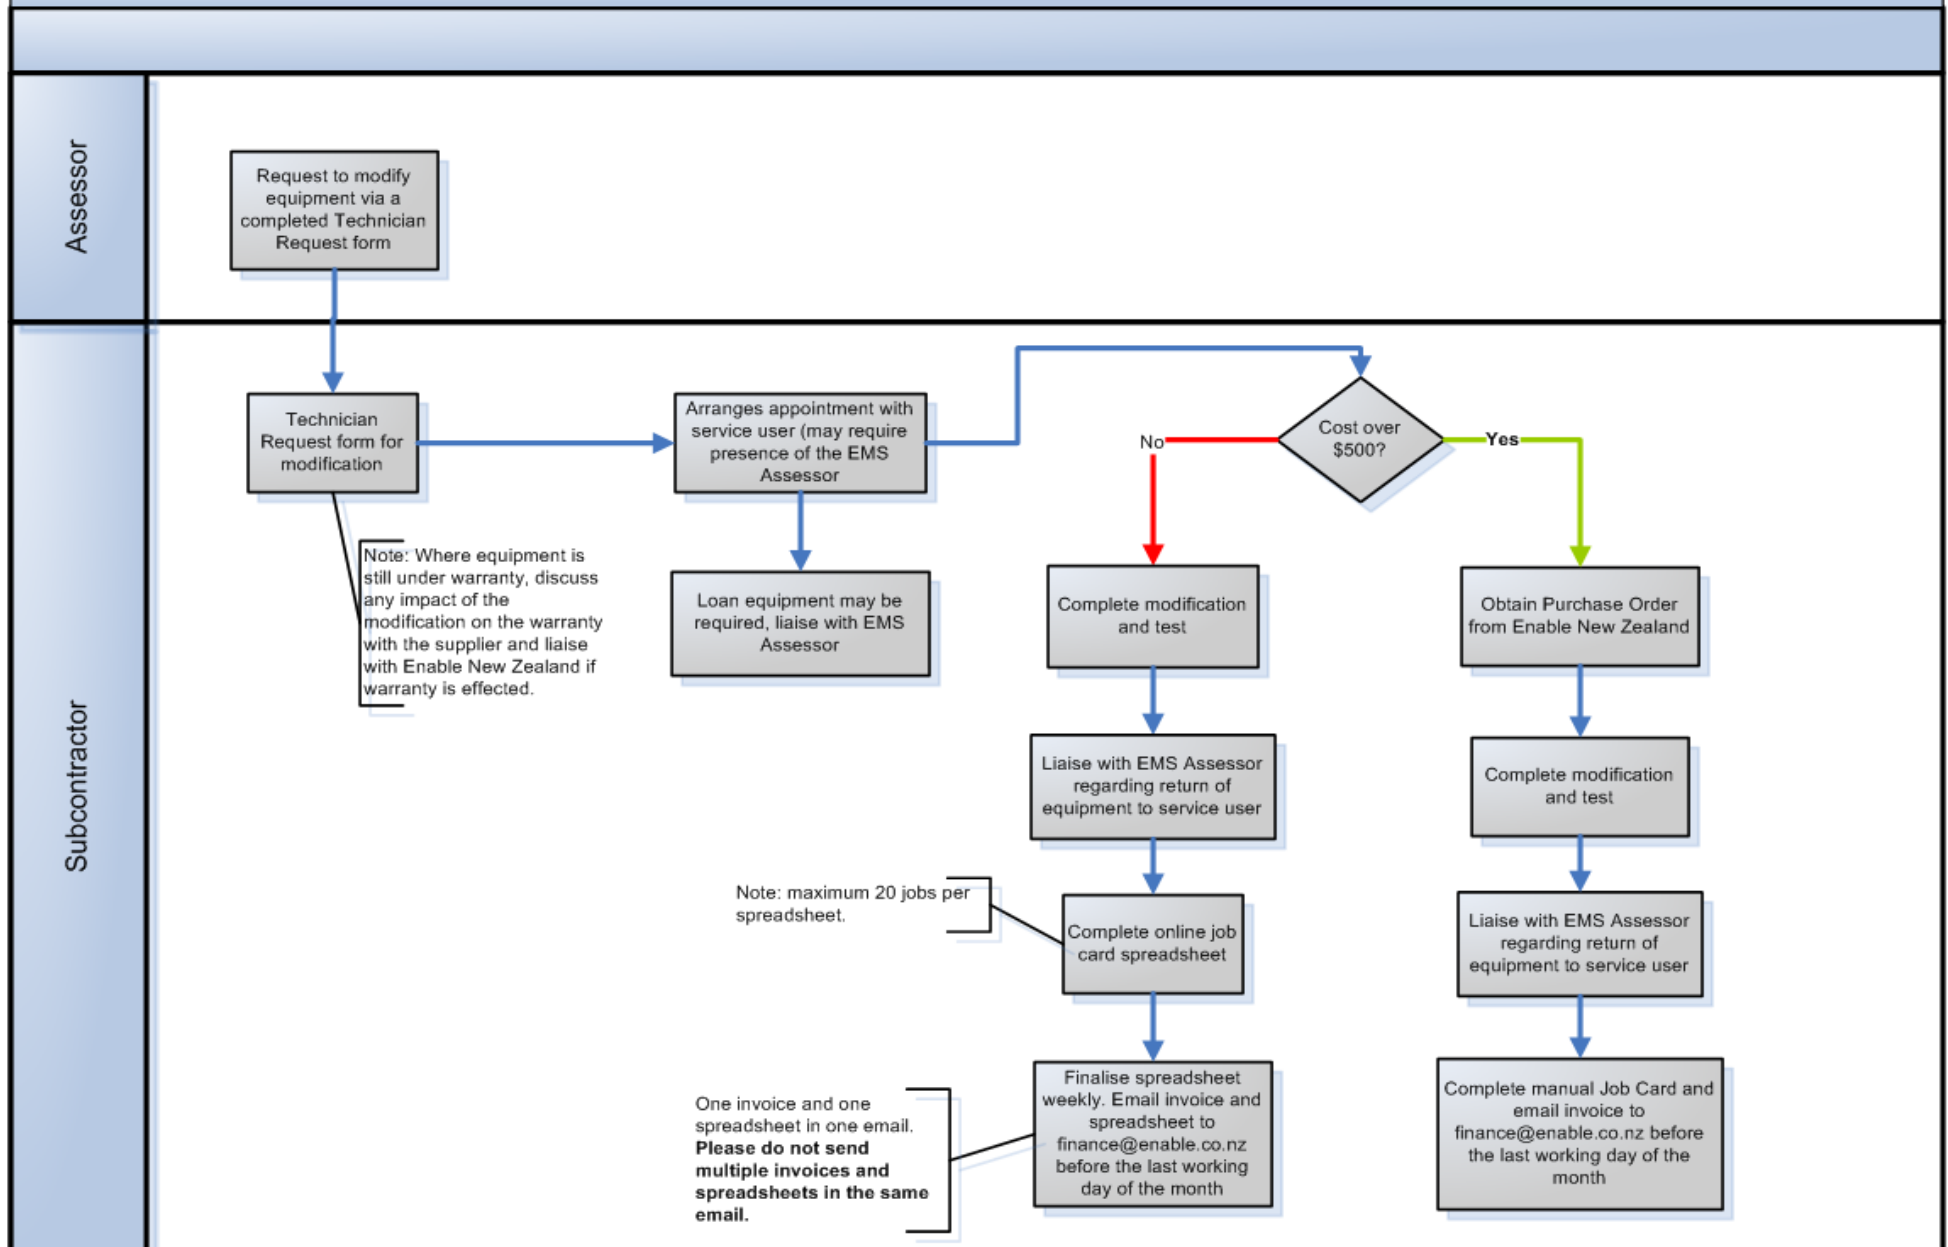 Assessor
Request to modify
equipment via a
completed Technician
Request form
Subcontractor
Technician
Request form for
modification
Note: Where equipment is
still under warranty, discuss
any impact of the
modification on the warranty
with the supplier and liaise
with Enable New Zealand if
warranty is effected.
Arranges appointment with
service user (may require
presence of the EMS
Assessor
Loan equipment may be
required, liaise with EMS
Assessor
Cost over
$500?
No
Yes
Complete modification
and test
Liaise with EMS Assessor
regarding return of
equipment to service user
Note: maximum 20 jobs per
spreadsheet.
Complete online job
card spreadsheet
One invoice and one
spreadsheet in one email.
Please do not send
multiple invoices and
spreadsheets in the same
email.
Finalise spreadsheet
weekly. Email invoice and
spreadsheet to
finance@enable.co.nz
before the last working
day of the month
Obtain Purchase Order
from Enable New Zealand
Complete modification
and test
Liaise with EMS Assessor
regarding return of
equipment to service user
Complete manual Job Card and
email invoice to
finance@enable.co.nz before
the last working day of the
month